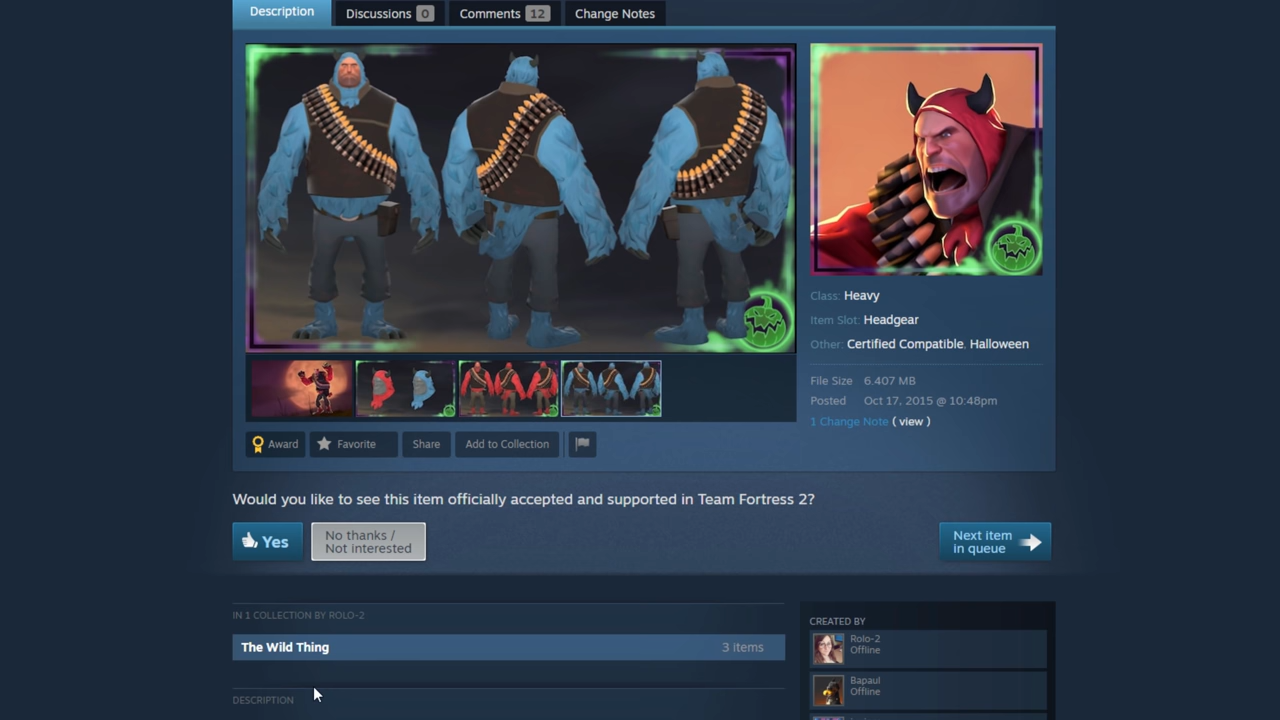 Description
Discussions 0
Comments 12
Change Notes
Class: Heavy
Item Slot: Headgear
Other: Certified Compatible, Halloween
File Size 6.407 MB
Posted Oct 17, 2015 @ 10:48pm
1 Change Note ( view )
Award
Favorite
Share
Add to Collection
Would you like to see this item officially accepted and supported in Team Fortress 2?
Yes
No thanks /
Not interested
Next item
in queue
IN 1 COLLECTION BY ROLO-2
The Wild Thing 3 items
DESCRIPTION
CREATED BY
Rolo-2
Offline
Bapaul
Offline